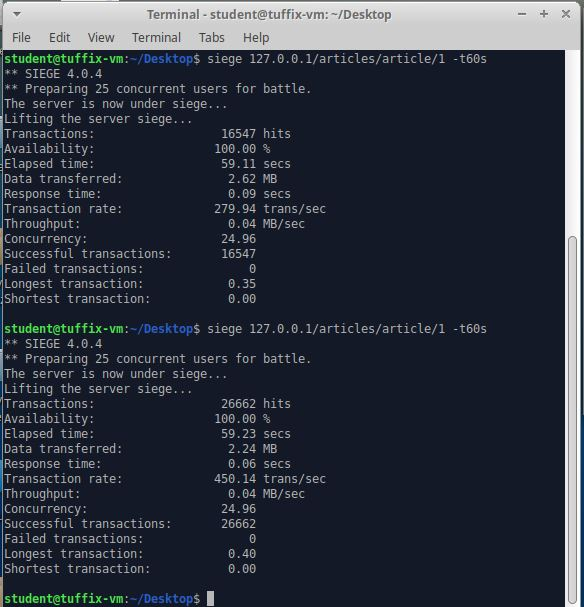 Terminal - student@tuffix-vm: ~/Desktop
File Edit View Terminal Tabs Help
student@tuffix-vm:~/Desktop$ siege 127.0.0.1/articles/article/1 -t60s
** SIEGE 4.0.4
** Preparing 25 concurrent users for battle.
The server is now under siege...
Lifting the server siege...
Transactions: 16547 hits
Availability: 100.00 %
Elapsed time: 59.11 secs
Data transferred: 2.62 MB
Response time: 0.09 secs
Transaction rate: 279.94 trans/sec
Throughput: 0.04 MB/sec
Concurrency: 24.96
Successful transactions: 16547
Failed transactions: 0
Longest transaction: 0.35
Shortest transaction: 0.00
student@tuffix-vm:~/Desktop$ siege 127.0.0.1/articles/article/1 -t60s
** SIEGE 4.0.4
** Preparing 25 concurrent users for battle.
The server is now under siege...
Lifting the server siege...
Transactions: 26662 hits
Availability: 100.00 %
Elapsed time: 59.23 secs
Data transferred: 2.24 MB
Response time: 0.06 secs
Transaction rate: 450.14 trans/sec
Throughput: 0.04 MB/sec
Concurrency: 24.96
Successful transactions: 26662
Failed transactions: 0
Longest transaction: 0.40
Shortest transaction: 0.00
student@tuffix-vm:~/Desktop$